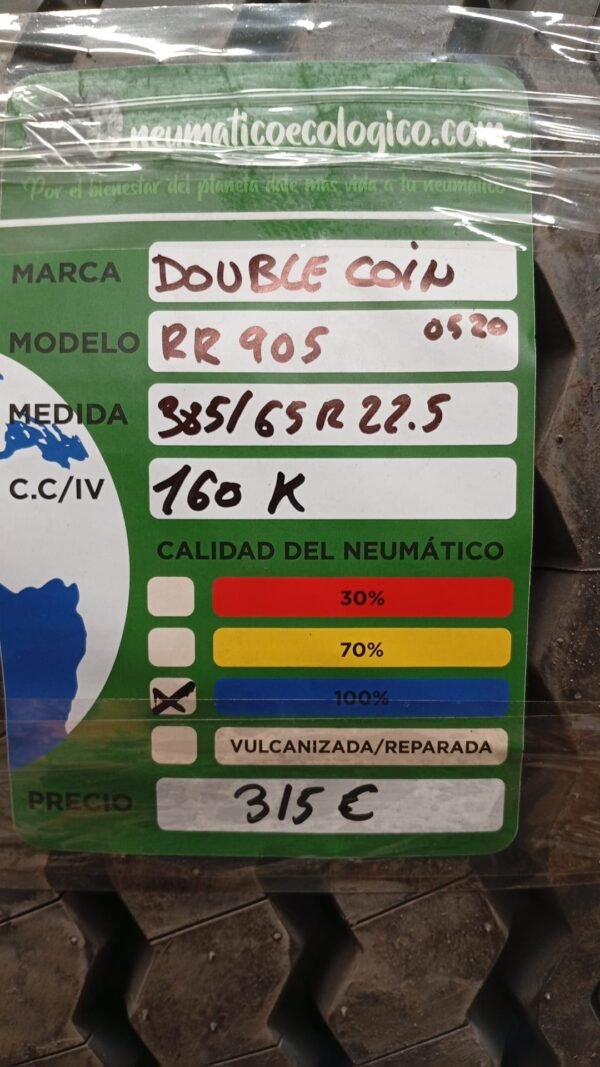 neumaticoecologico.com
Por el bienestar del planeta dale más vida a tu neumático
MARCA DOUBLE COIN
MODELO RR 905 0520
MEDIDA 385/65 R 22.5
C.C/IV 160 K
CALIDAD DEL NEUMÁTICO
30%
70%
X 100%
VULCANIZADA/REPARADA
PRECIO 315 €